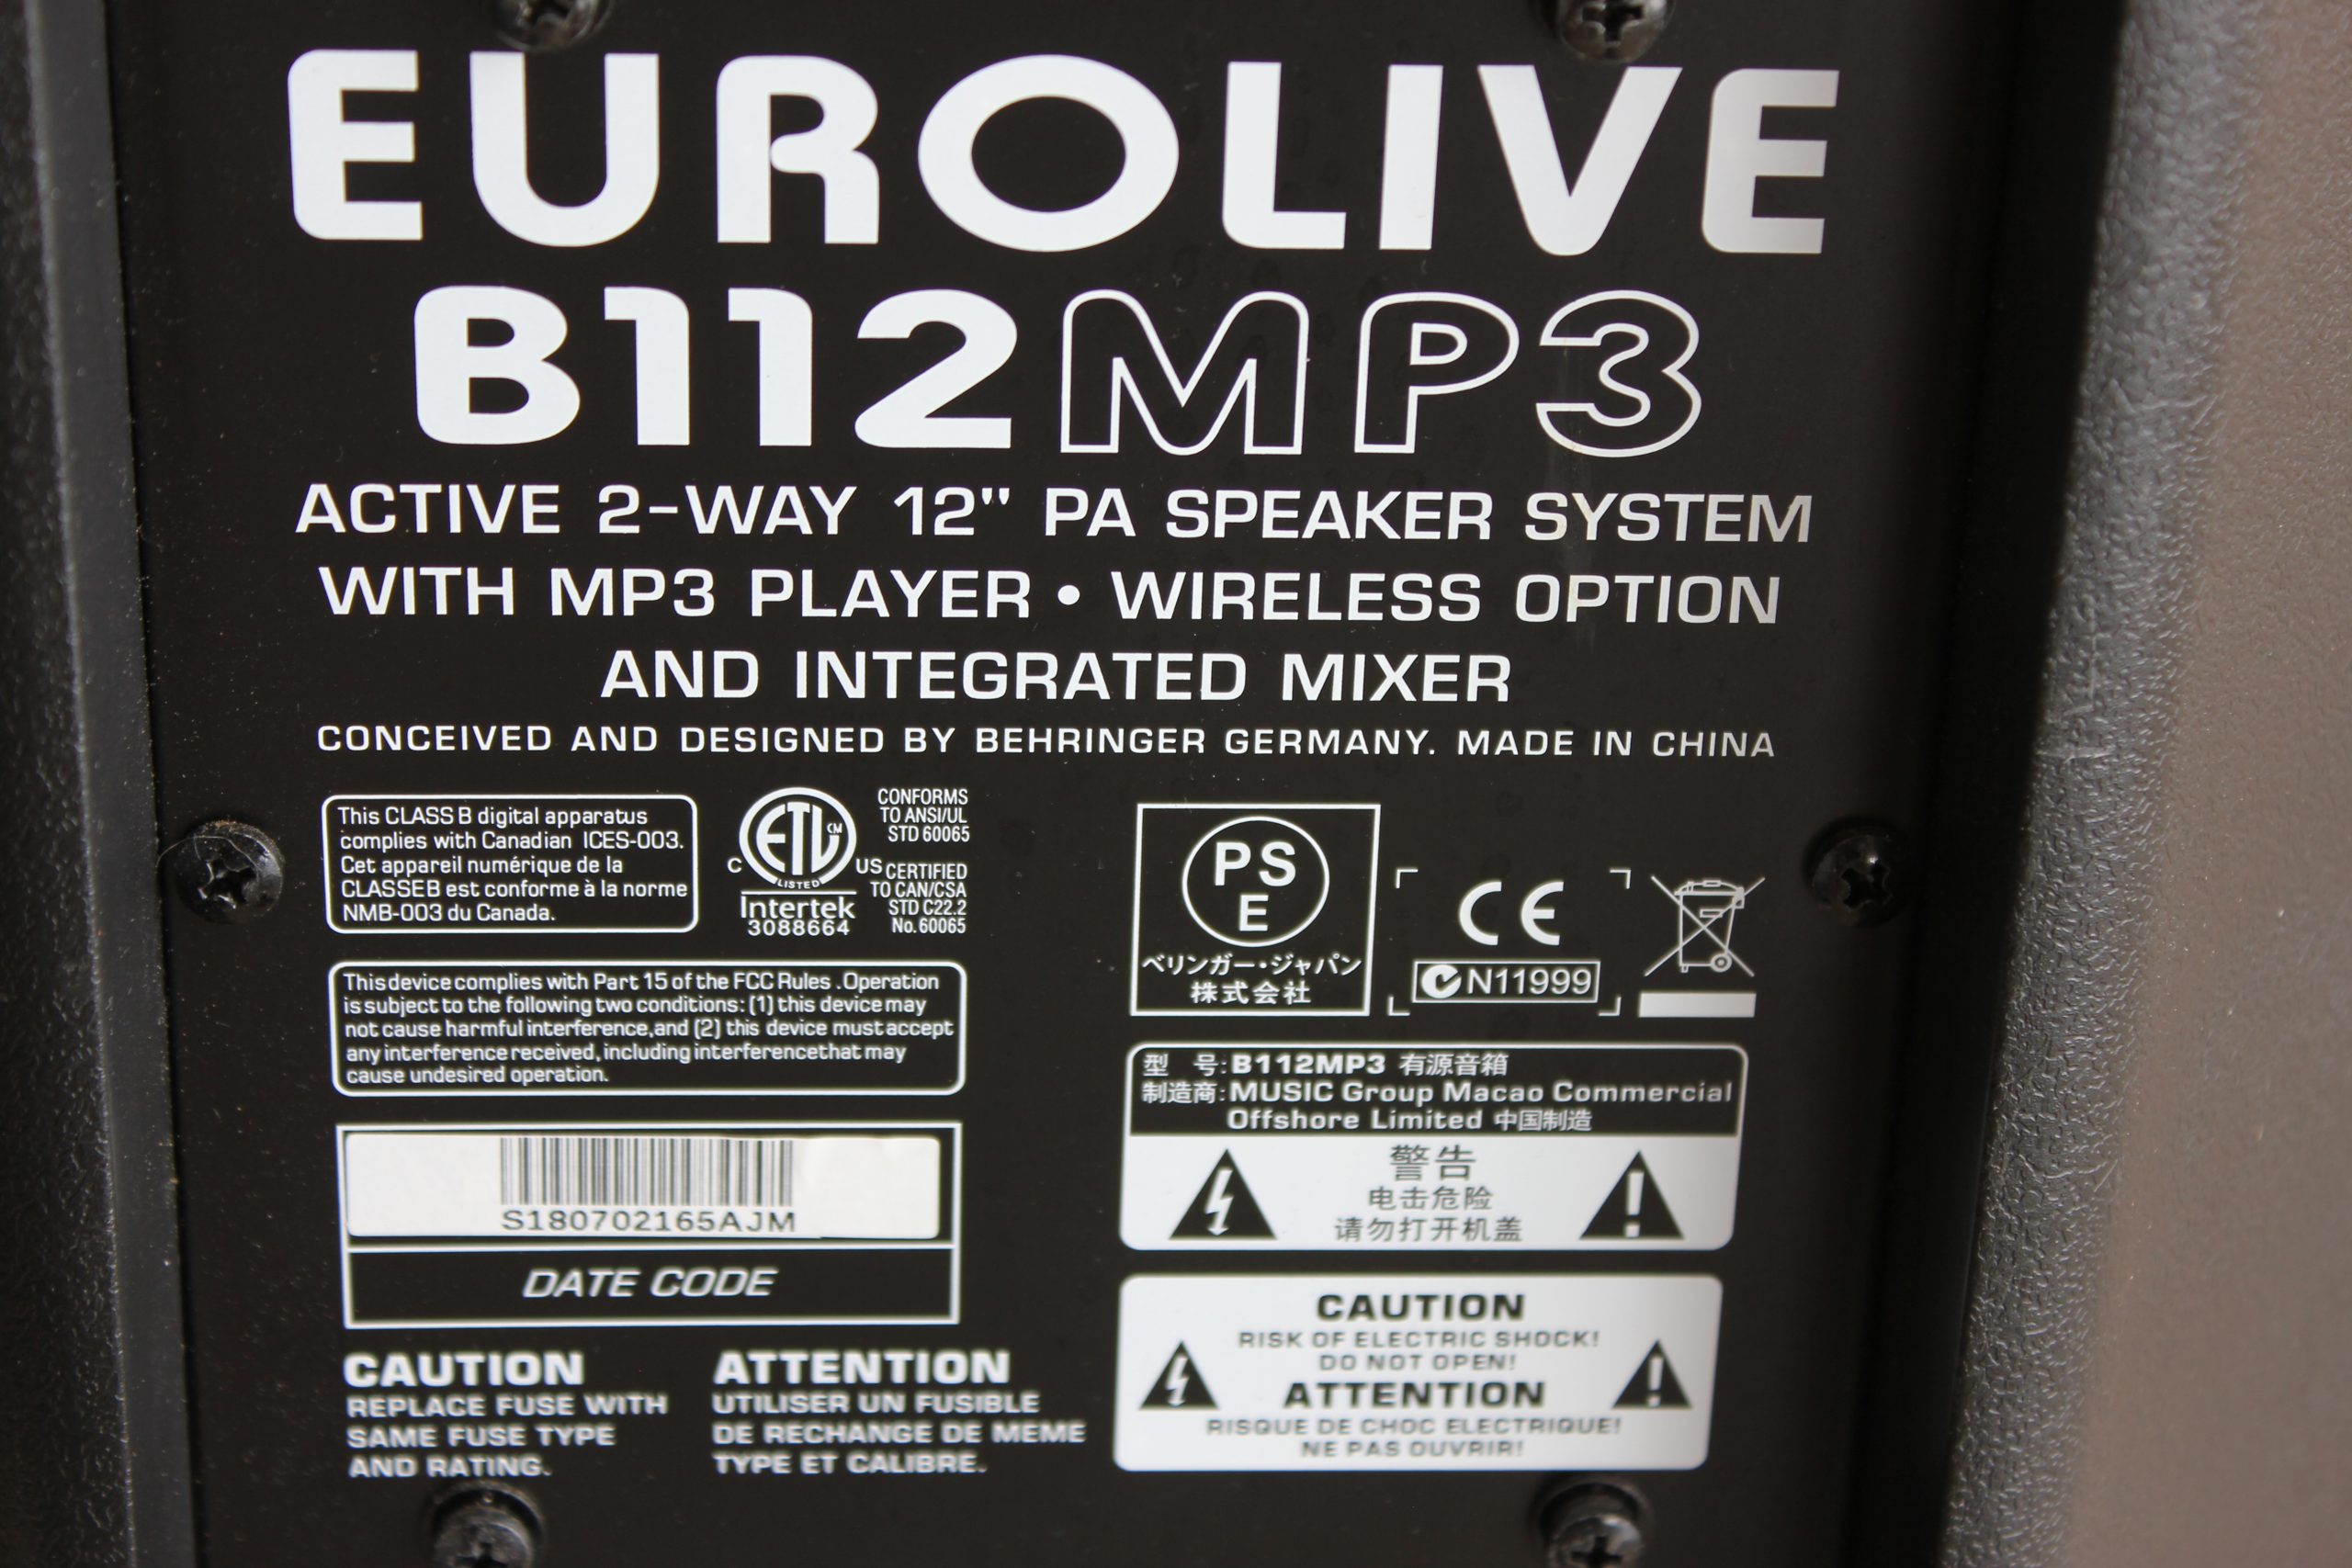 EUROLIVE
B112MP3
ACTIVE 2-WAY 12" PA SPEAKER SYSTEM
WITH MP3 PLAYER • WIRELESS OPTION
AND INTEGRATED MIXER
CONCEIVED AND DESIGNED BY BEHRINGER GERMANY. MADE IN CHINA
This CLASS B digital apparatus
complies with Canadian ICES-003.
Cet appareil numérique de la
CLASSE B est conforme à la norme
NMB-003 du Canada.
ETL CM
C US
LISTED
Intertek
3088664
CONFORMS
TO ANSI/UL
STD 60065
CERTIFIED
TO CAN/CSA
STD C22.2
No. 60065
This device complies with Part 15 of the FCC Rules . Operation
is subject to the following two conditions: (1) this device may
not cause harmful interference, and (2) this device must accept
any interference received, including interference that may
cause undesired operation.
S180702165AJM
DATE CODE
CAUTION
REPLACE FUSE WITH
SAME FUSE TYPE
AND RATING.
ATTENTION
UTILISER UN FUSIBLE
DE RECHANGE DE MEME
TYPE ET CALIBRE.
PS
E
ベリンガー・ジャパン
株式会社
CE
N11999
型 号: B112MP3 有源音箱
制造商: MUSIC Group Macao Commercial
Offshore Limited 中国制造
警告
电击危险
请勿打开机盖
CAUTION
RISK OF ELECTRIC SHOCK!
DO NOT OPEN!
ATTENTION
RISQUE DE CHOC ELECTRIQUE!
NE PAS OUVRIR!